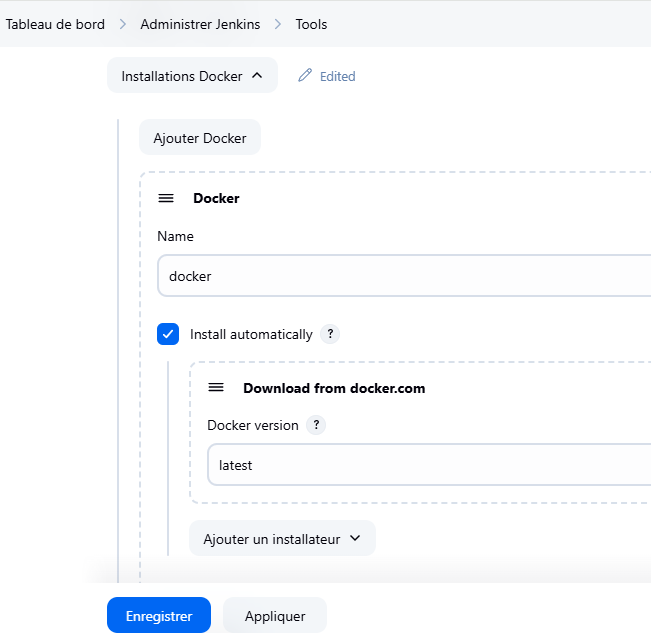 Tableau de bord > Administrer Jenkins > Tools
Installations Docker Edited
Ajouter Docker
Docker
Name
docker
Install automatically ?
Download from docker.com
Docker version ?
latest
Ajouter un installateur
Enregistrer Appliquer